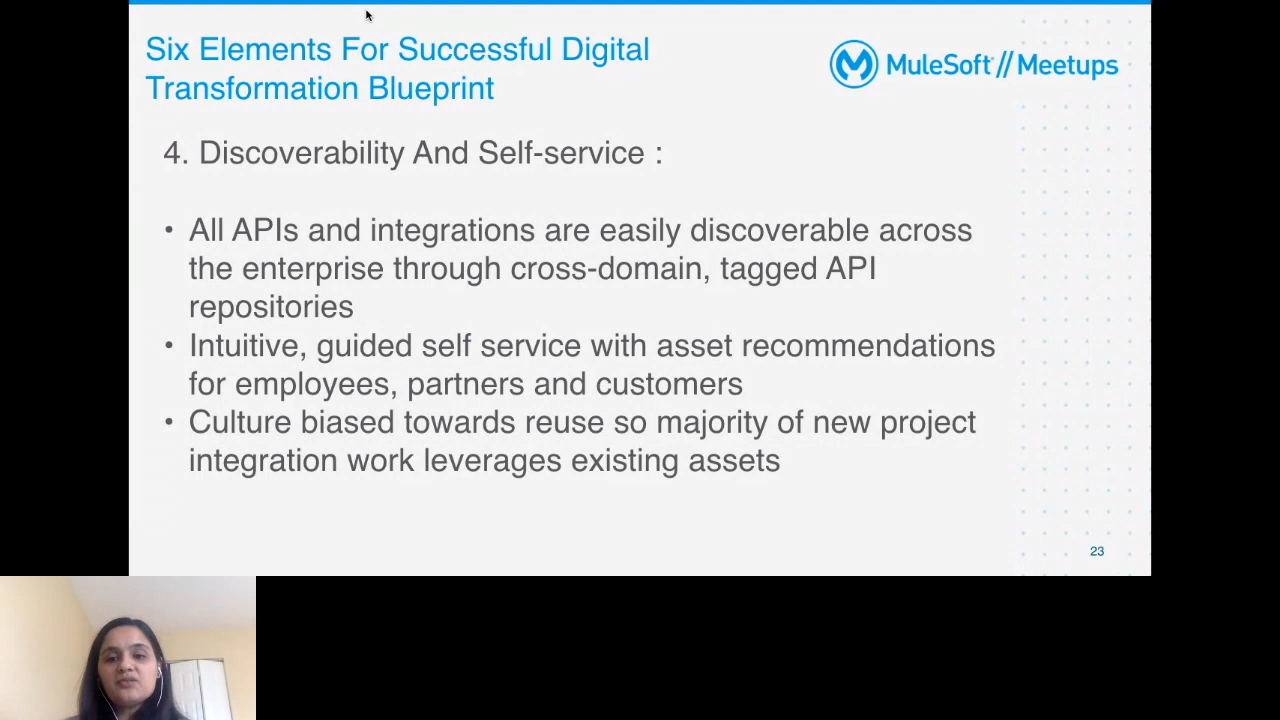 Six Elements For Successful Digital
Transformation Blueprint
MuleSoft // Meetups
4. Discoverability And Self-service :
• All APIs and integrations are easily discoverable across
the enterprise through cross-domain, tagged API
repositories
• Intuitive, guided self service with asset recommendations
for employees, partners and customers
• Culture biased towards reuse so majority of new project
integration work leverages existing assets
23